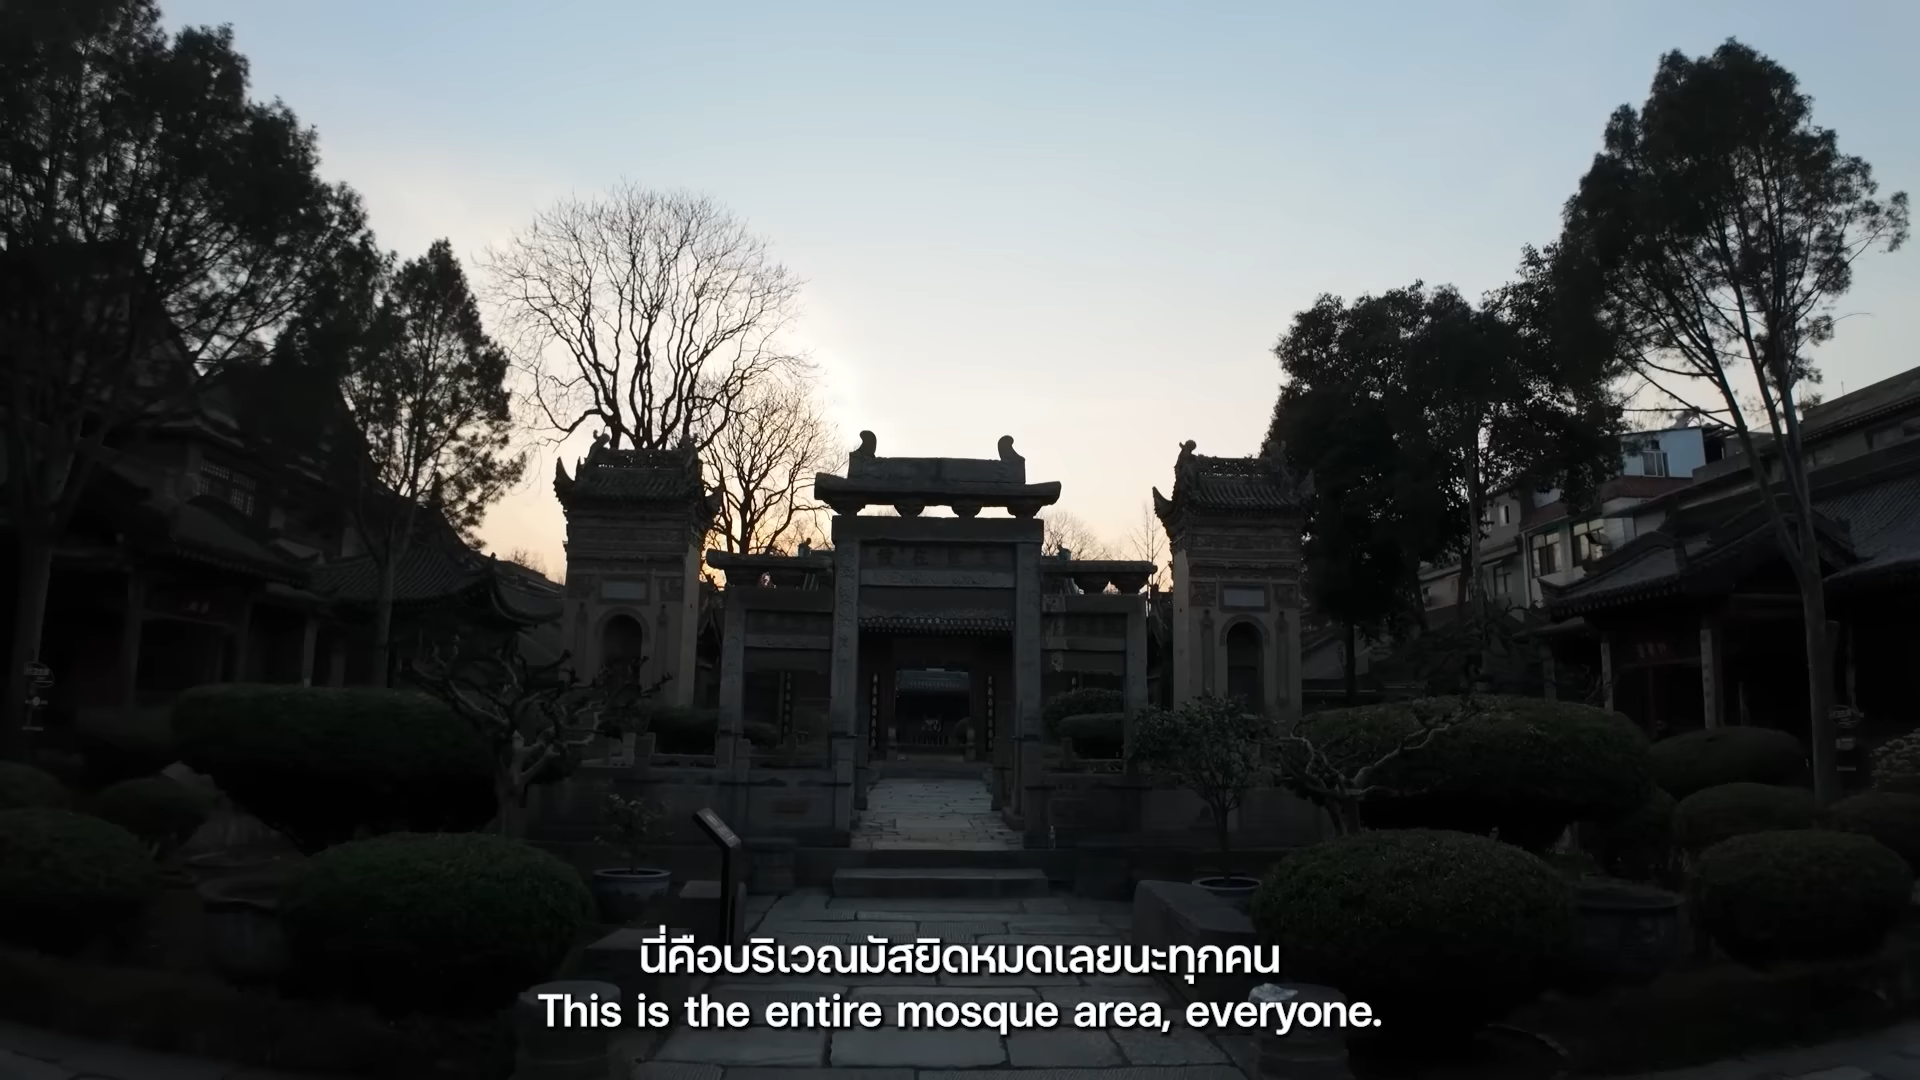 นี่คือบริเวณมัสยิดหมดเลยนะทุกคน
This is the entire mosque area, everyone.